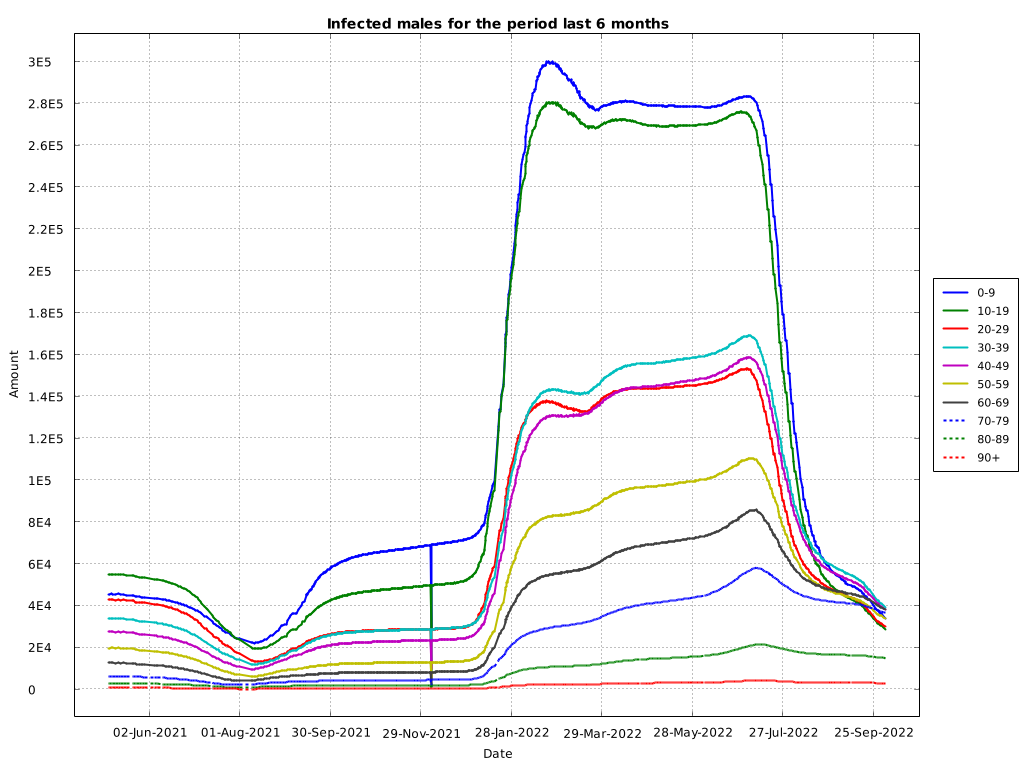 Infected males for the period last 6 months
3E5
2.8E5
2.6E5
2.4E5
2.2E5
2E5
1.8E5
1.6E5
1.4E5
1.2E5
1E5
8E4
6E4
4E4
2E4
0
Amount
02-Jun-2021 01-Aug-2021 30-Sep-2021 29-Nov-2021 28-Jan-2022 29-Mar-2022 28-May-2022 27-Jul-2022 25-Sep-2022
Date
0-9
10-19
20-29
30-39
40-49
50-59
60-69
70-79
80-89
90+